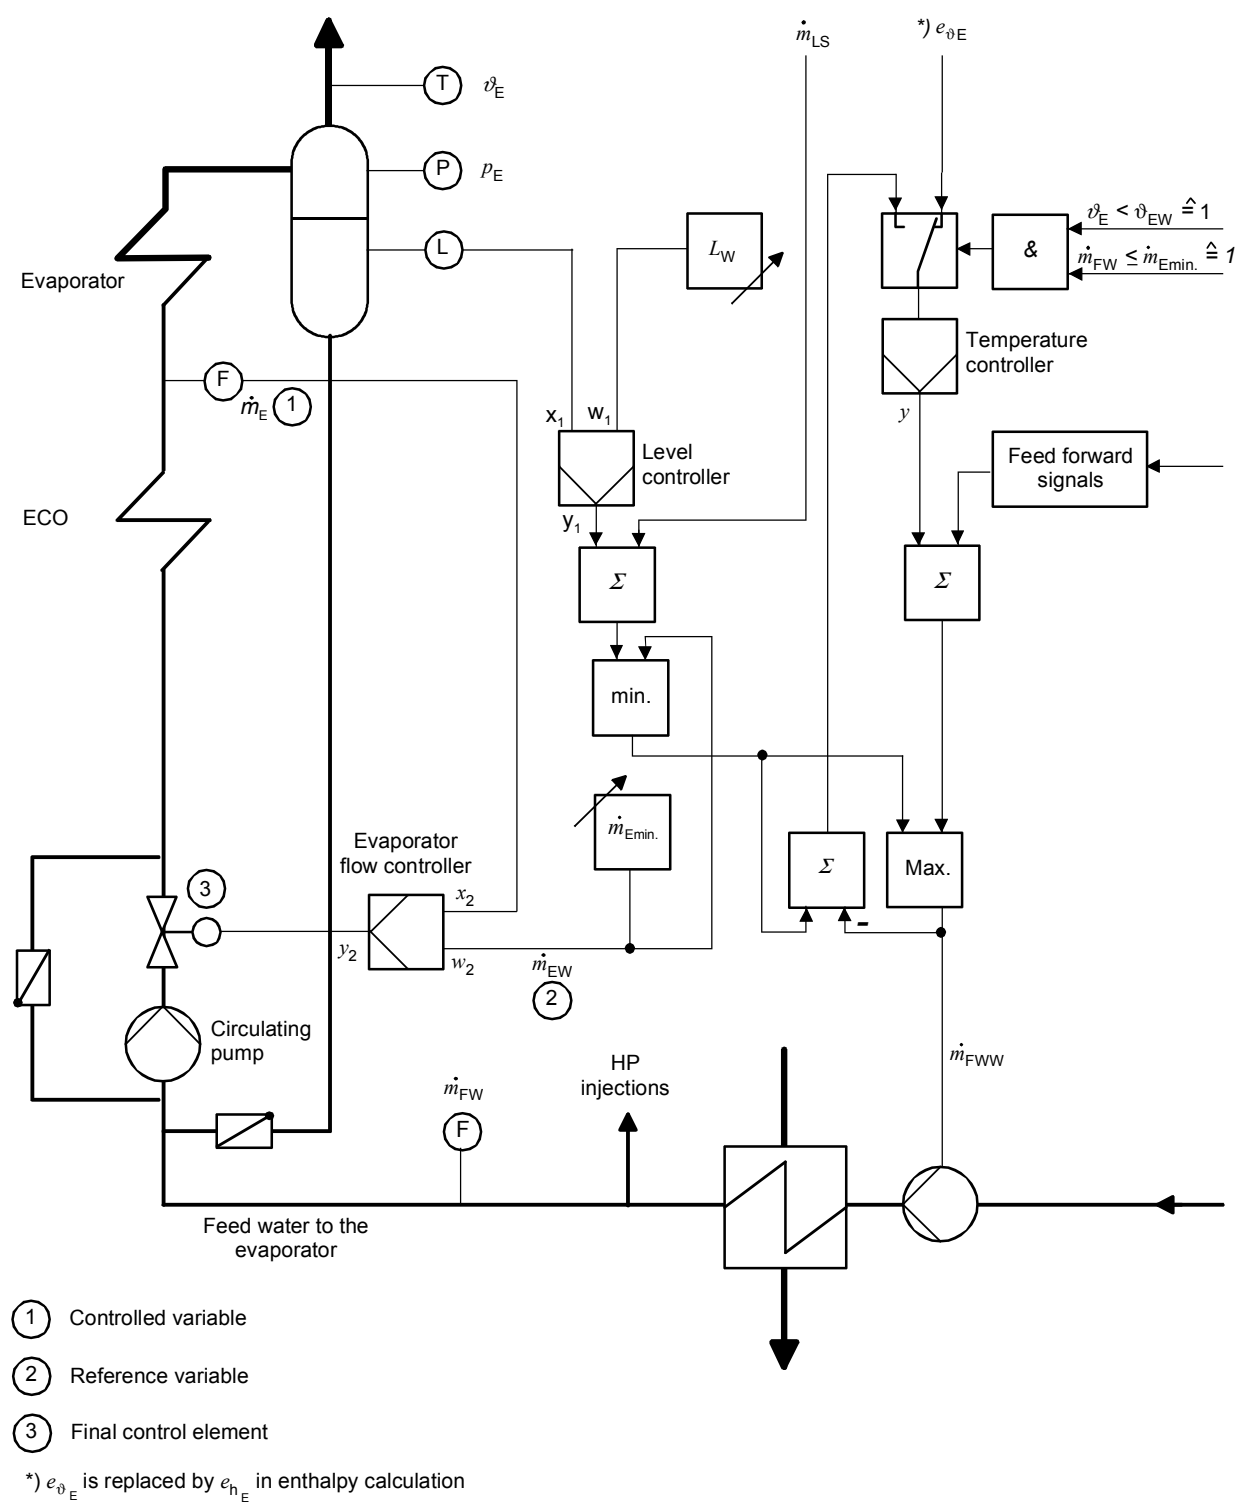 ṁLS
*) eϑE
T ϑE
P pE
L
LW
ϑE < ϑEW ≙ 1
ṁFW ≤ ṁEmin. ≙ 1
&
Evaporator
Temperature
controller
F
ṁE 1
x1 w1
y
Level
controller
Feed forward
signals
ECO
y1
Σ
Σ
min.
ṁEmin.
Evaporator
flow controller
Σ
Max.
3
x2
-
y2
w2
ṁEW
2
Circulating
pump
ṁFWW
HP
injections
ṁFW
F
Feed water to the
evaporator
1 Controlled variable
2 Reference variable
3 Final control element
*) eϑE is replaced by ehE in enthalpy calculation